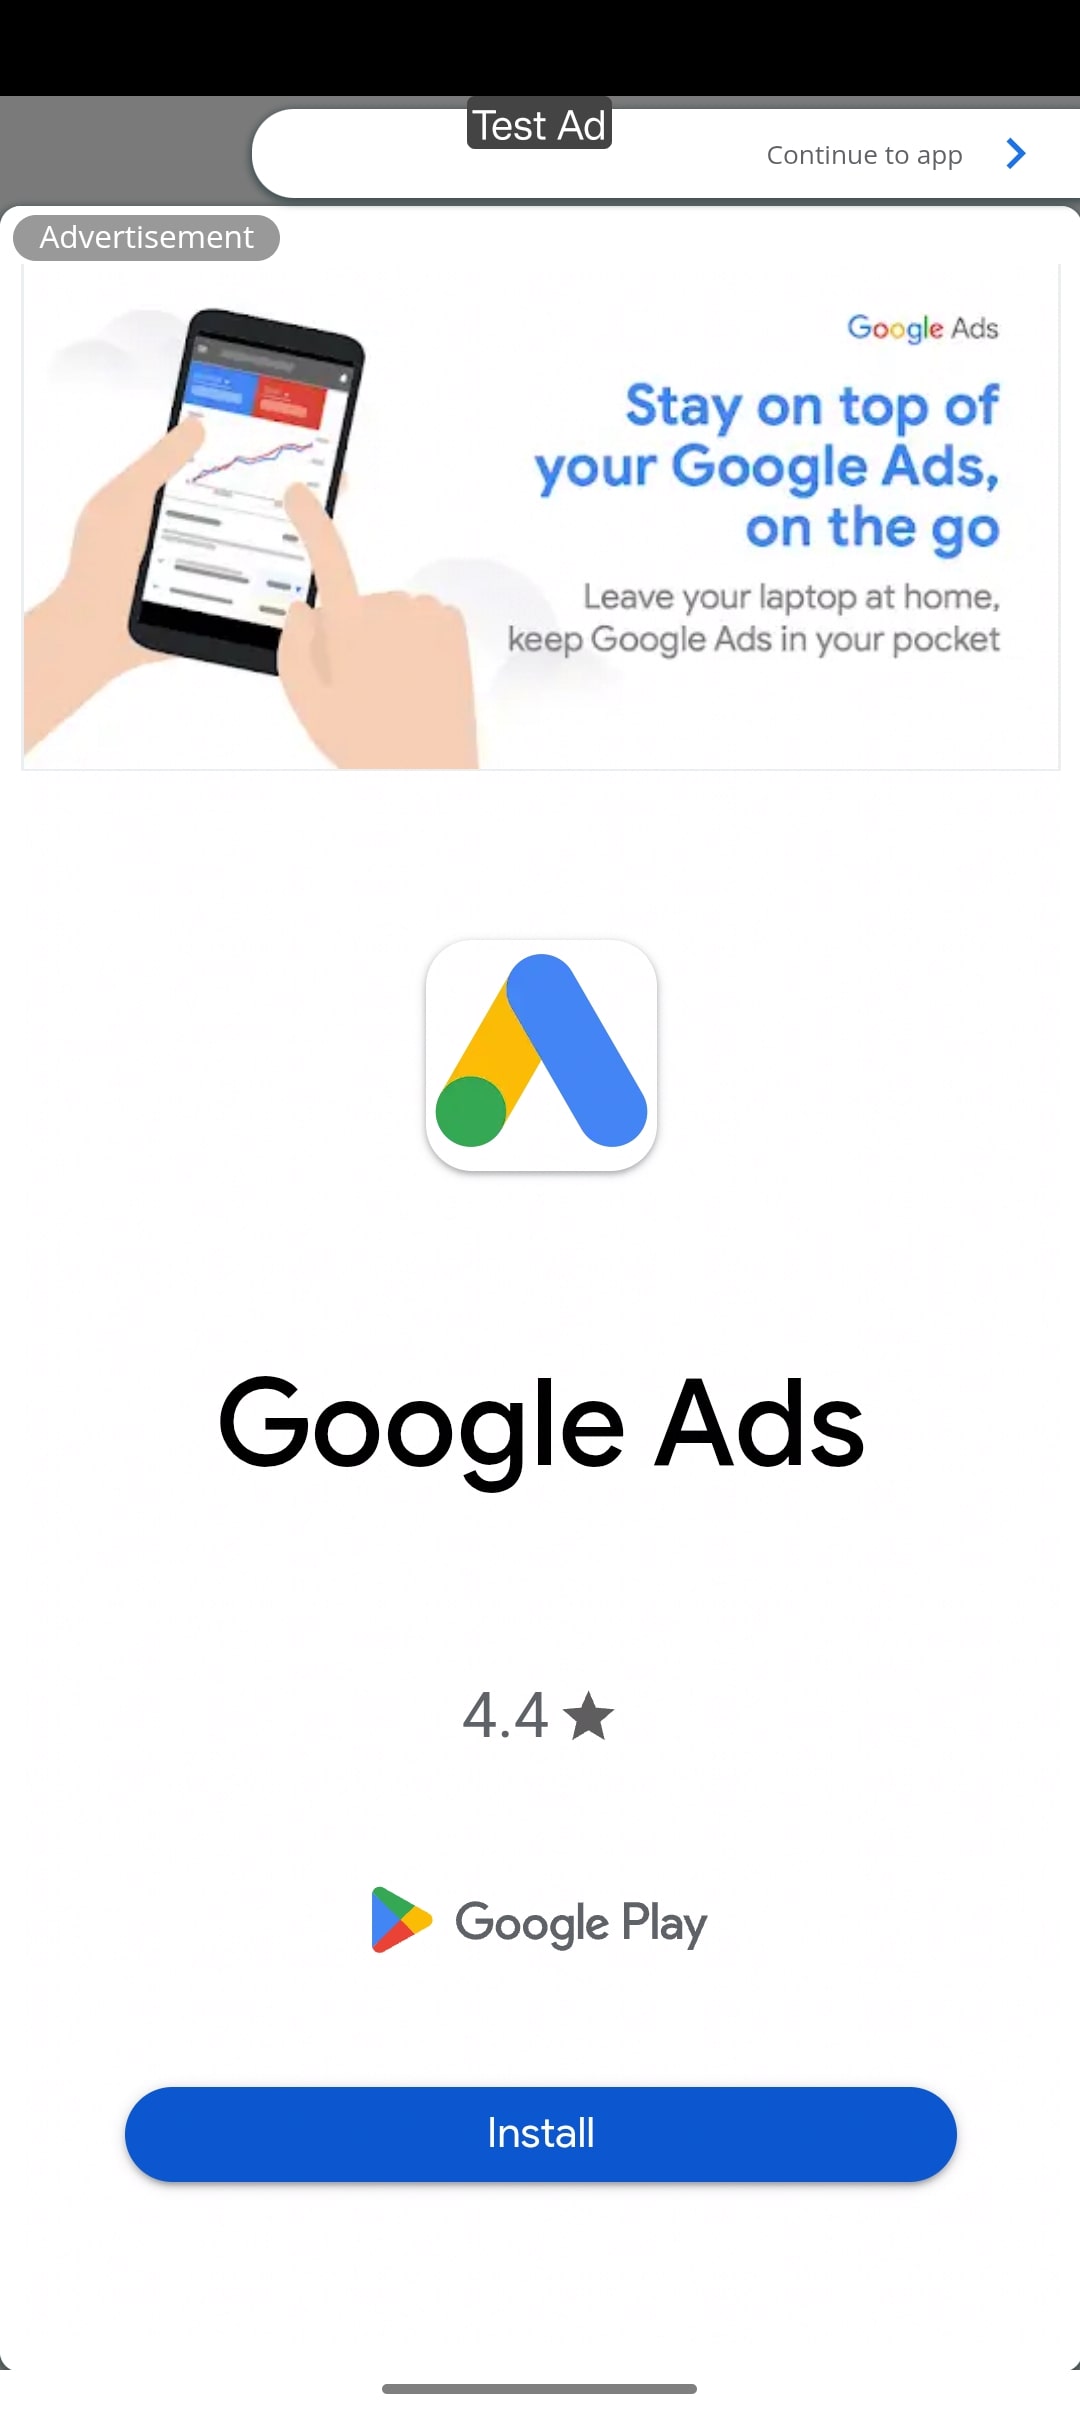 Test Ad
Continue to app
Advertisement
Google Ads
Stay on top of
your Google Ads,
on the go
Leave your laptop at home,
keep Google Ads in your pocket
Google Ads
4.4 ★
Google Play
Install